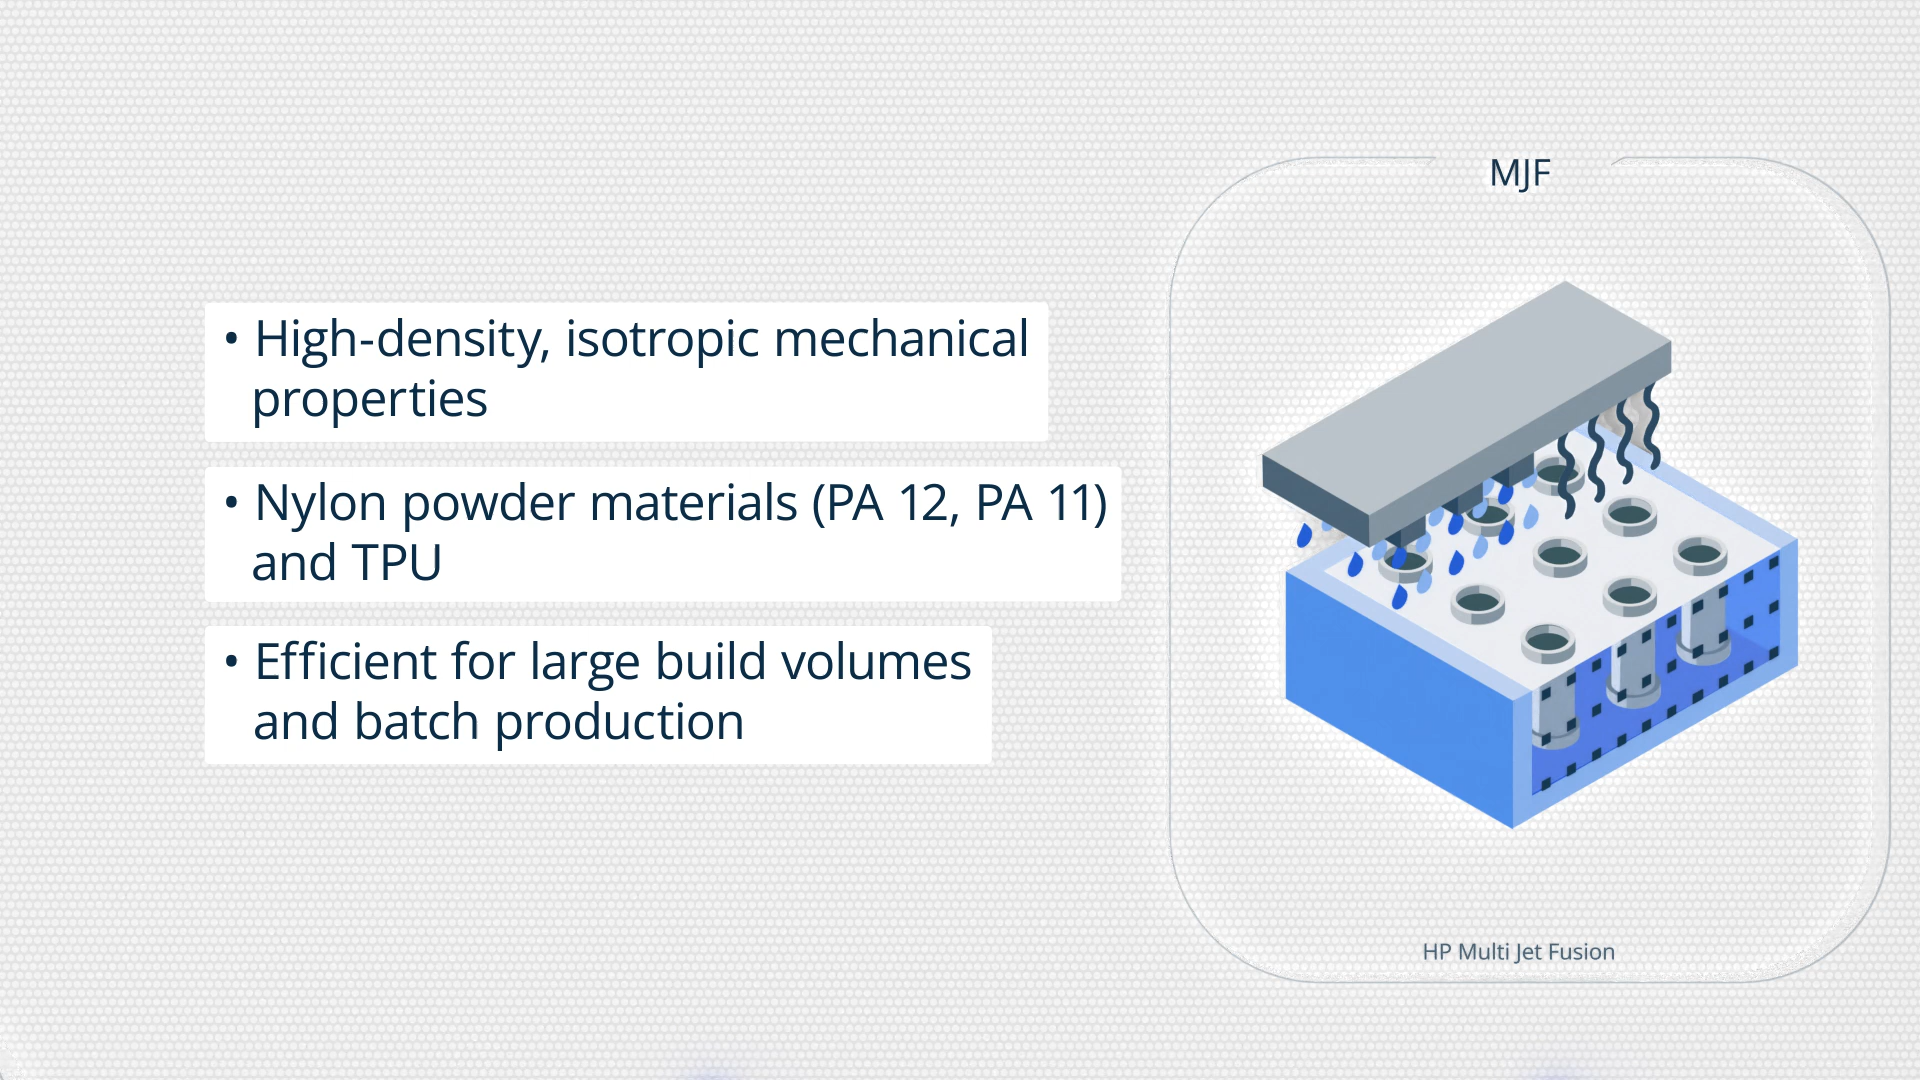 • High-density, isotropic mechanical
properties
• Nylon powder materials (PA 12, PA 11)
and TPU
• Efficient for large build volumes
and batch production
MJF
HP Multi Jet Fusion